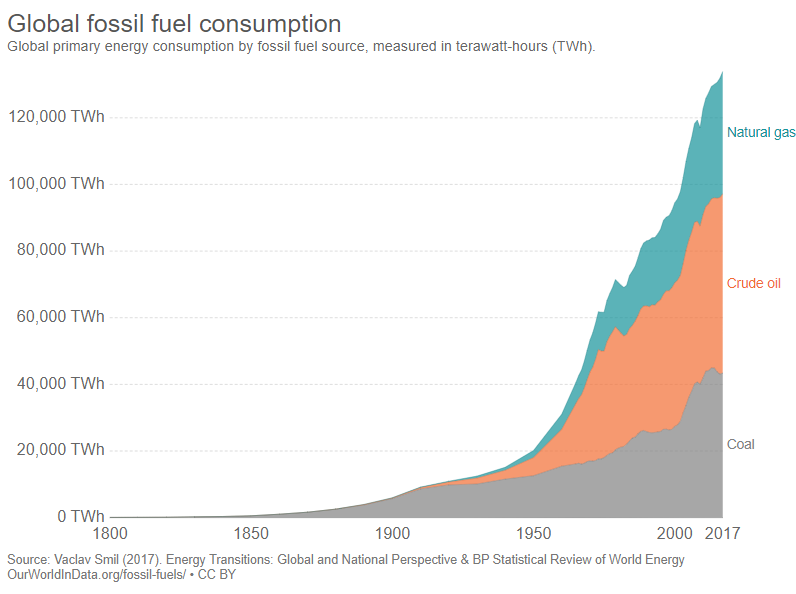 Global fossil fuel consumption
Global primary energy consumption by fossil fuel source, measured in terawatt-hours (TWh).
120,000 TWh
100,000 TWh
80,000 TWh
60,000 TWh
40,000 TWh
20,000 TWh
0 TWh
Natural gas
Crude oil
Coal
1800 1850 1900 1950 2000 2017
Source: Vaclav Smil (2017). Energy Transitions: Global and National Perspective & BP Statistical Review of World Energy
OurWorldInData.org/fossil-fuels/ • CC BY